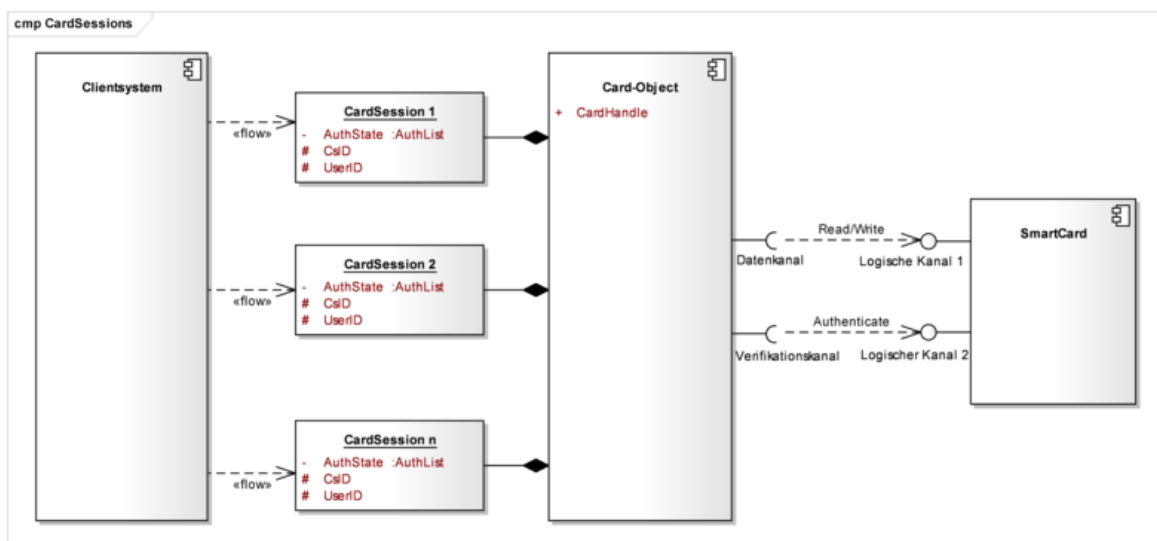 cmp CardSessions
Clientsystem
«flow»
«flow»
«flow»
CardSession 1
- AuthState :AuthList
# CsID
# UserID
CardSession 2
- AuthState :AuthList
# CsID
# UserID
CardSession n
- AuthState :AuthList
# CsID
# UserID
Card-Object
+ CardHandle
Read/Write
Datenkanal
Logische Kanal 1
Authenticate
Verifikationskanal
Logischer Kanal 2
SmartCard